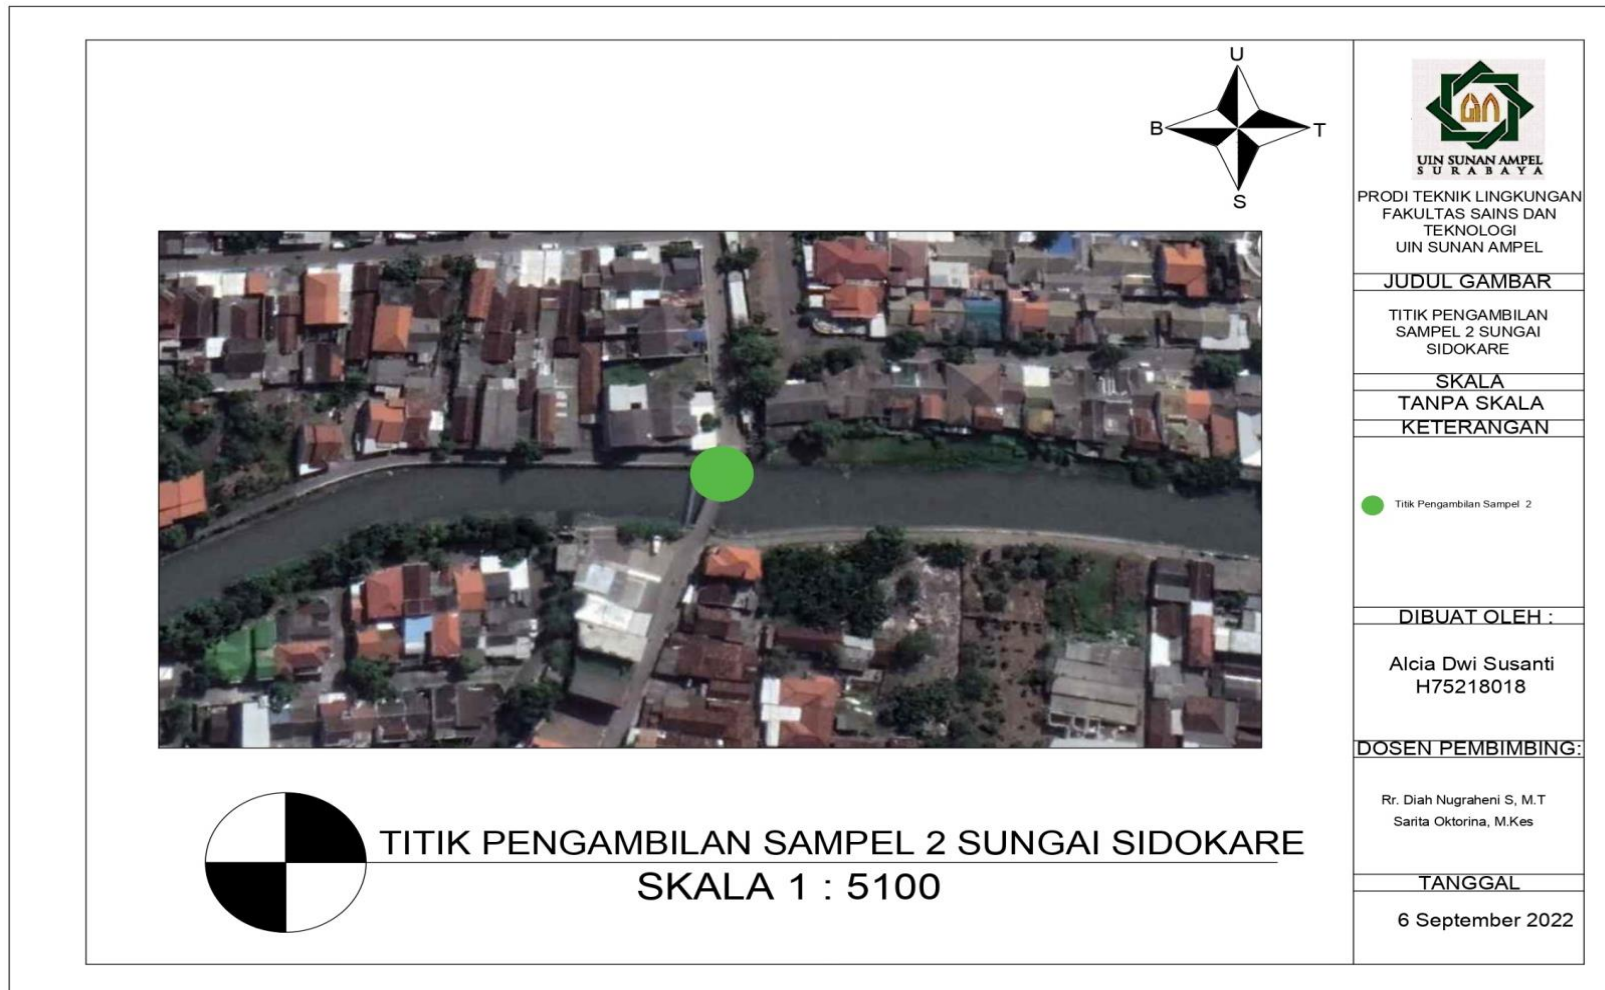 U
B
T
S
UIN SUNAN AMPEL
S U R A B A Y A
PRODI TEKNIK LINGKUNGAN
FAKULTAS SAINS DAN
TEKNOLOGI
UIN SUNAN AMPEL
JUDUL GAMBAR
TITIK PENGAMBILAN
SAMPEL 2 SUNGAI
SIDOKARE
SKALA
TANPA SKALA
KETERANGAN
Titik Pengambilan Sampel 2
DIBUAT OLEH :
Alcia Dwi Susanti
H75218018
DOSEN PEMBIMBING:
Rr. Diah Nugraheni S, M.T
Sarita Oktorina, M.Kes
TANGGAL
6 September 2022
TITIK PENGAMBILAN SAMPEL 2 SUNGAI SIDOKARE
SKALA 1 : 5100